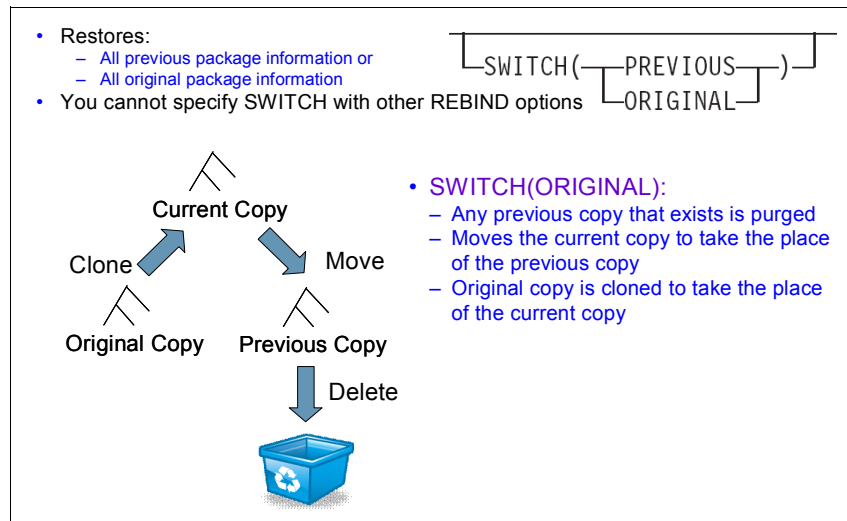 • Restores:
– All previous package information or
– All original package information
• You cannot specify SWITCH with other REBIND options
SWITCH(
PREVIOUS
)
ORIGINAL
Current Copy
Clone
Move
Original Copy
Previous Copy
Delete
• SWITCH(ORIGINAL):
– Any previous copy that exists is purged
– Moves the current copy to take the place
of the previous copy
– Original copy is cloned to take the place
of the current copy